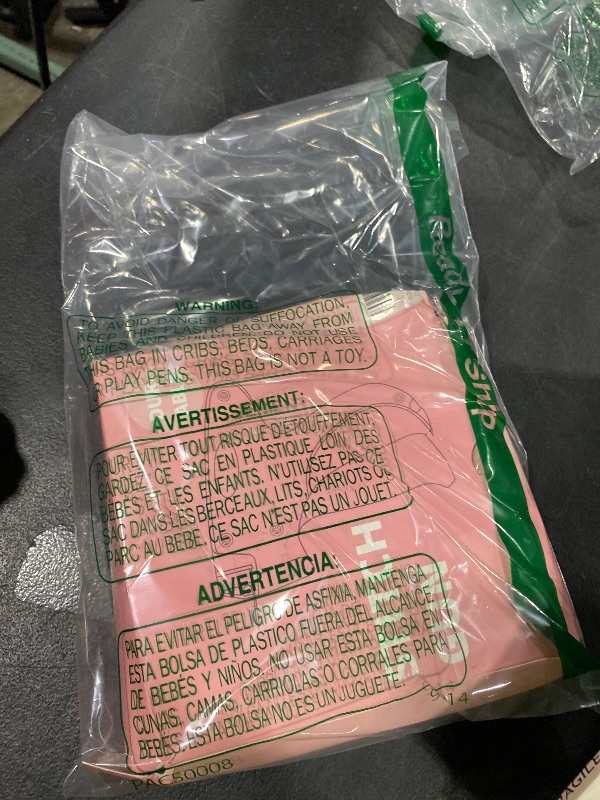 WARNING:
TO AVOID DANGER OF SUFFOCATION,
KEEP THIS PLASTIC BAG AWAY FROM
BABIES AND CHILDREN. DO NOT USE
THIS BAG IN CRIBS, BEDS, CARRIAGES
OR PLAY PENS. THIS BAG IS NOT A TOY.
AVERTISSEMENT:
POUR ÉVITER TOUT RISQUE D'ÉTOUFFEMENT,
GARDEZ CE SAC EN PLASTIQUE LOIN DES
BÉBÉS ET LES ENFANTS. N'UTILISEZ PAS CE
SAC DANS LES BERCEAUX, LITS, CHARIOTS OU
PARC AU BÉBÉ. CE SAC N'EST PAS UN JOUET.
ADVERTENCIA:
PARA EVITAR EL PELIGRO DE ASFIXIA, MANTENGA
ESTA BOLSA DE PLASTICO FUERA DEL ALCANCE
DE BEBÉS Y NIÑOS. NO USAR ESTA BOLSA EN
CUNAS, CAMAS, CARRIOLAS O CORRALES PARA
BEBES. ESTA BOLSA NO ES UN JUGUETE.
PAC50008
Ship